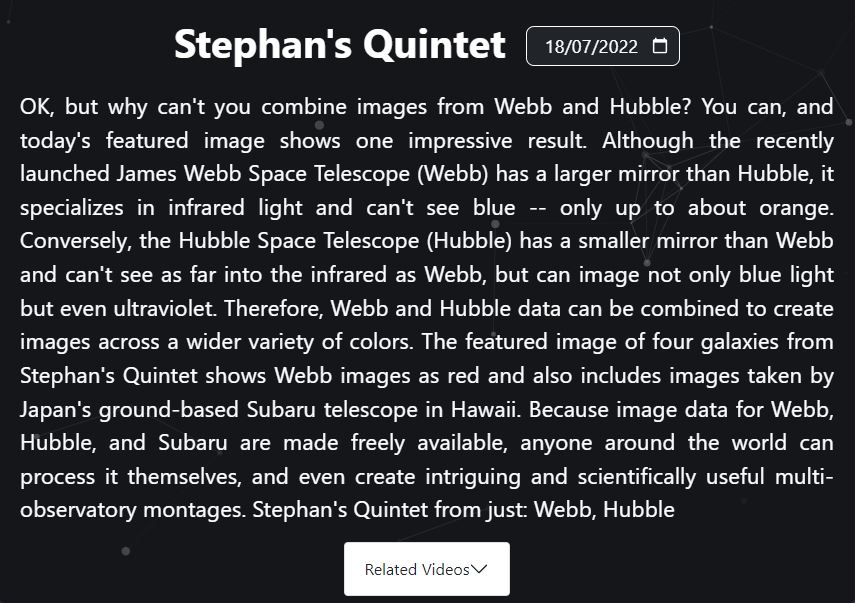 Stephan's Quintet
18/07/2022
OK, but why can't you combine images from Webb and Hubble? You can, and
today's featured image shows one impressive result. Although the recently
launched James Webb Space Telescope (Webb) has a larger mirror than Hubble, it
specializes in infrared light and can't see blue -- only up to about orange.
Conversely, the Hubble Space Telescope (Hubble) has a smaller mirror than Webb
and can't see as far into the infrared as Webb, but can image not only blue light
but even ultraviolet. Therefore, Webb and Hubble data can be combined to create
images across a wider variety of colors. The featured image of four galaxies from
Stephan's Quintet shows Webb images as red and also includes images taken by
Japan's ground-based Subaru telescope in Hawaii. Because image data for Webb,
Hubble, and Subaru are made freely available, anyone around the world can
process it themselves, and even create intriguing and scientifically useful multi-
observatory montages. Stephan's Quintet from just: Webb, Hubble
Related Videos